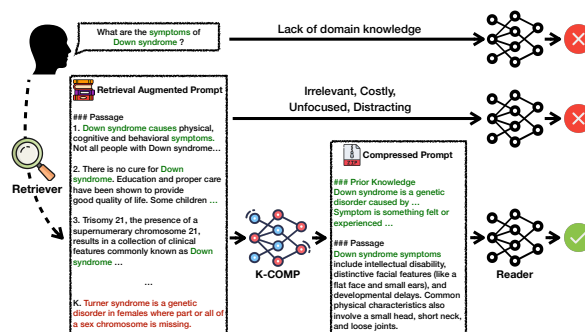 What are the symptoms of
Down syndrome ?
Lack of domain knowledge
Retrieval Augmented Prompt
### Passage
1. Down syndrome causes physical,
cognitive and behavioral symptoms.
Not all people with Down syndrome...
2. There is no cure for Down
syndrome. Education and proper care
have been shown to provide
good quality of life. Some children ...
3. Trisomy 21, the presence of a
supernumerary chromosome 21,
results in a collection of clinical
features commonly known as Down
syndrome ...
K. Turner syndrome is a genetic
disorder in females where part or all of
a sex chromosome is missing.
Retriever
Irrelevant, Costly,
Unfocused, Distracting
K-COMP
Compressed Prompt
### Prior Knowledge
Down syndrome is a genetic
disorder caused by ...
Symptom is something felt or
experienced ...
### Passage
Down syndrome symptoms
include intellectual disability,
distinctive facial features (like a
flat face and small ears), and
developmental delays. Common
physical characteristics also
involve a small head, short neck,
and loose joints.
Reader